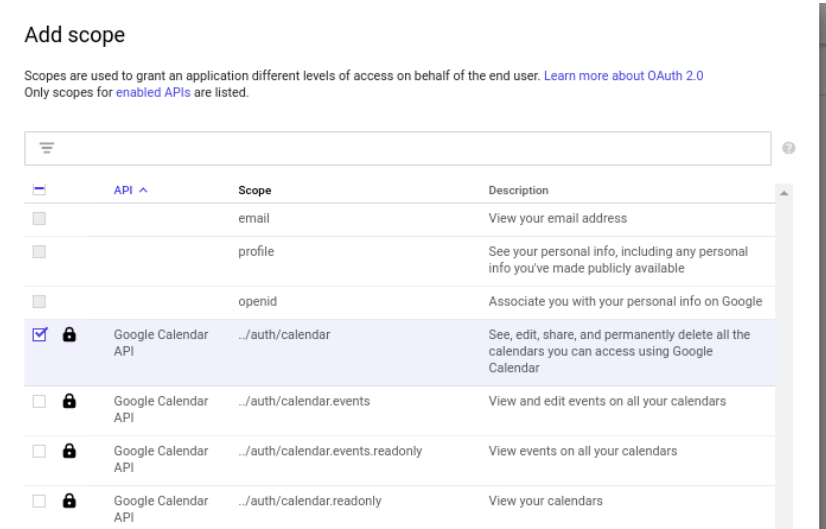 Add scope
Scopes are used to grant an application different levels of access on behalf of the end user. Learn more about OAuth 2.0
Only scopes for enabled APIs are listed.
API Scope Description
email View your email address
profile See your personal info, including any personal
info you've made publicly available
openid Associate you with your personal info on Google
Google Calendar ../auth/calendar See, edit, share, and permanently delete all the
API calendars you can access using Google
Calendar
Google Calendar ../auth/calendar.events View and edit events on all your calendars
API
Google Calendar ../auth/calendar.events.readonly View events on all your calendars
API
Google Calendar ../auth/calendar.readonly View your calendars
API